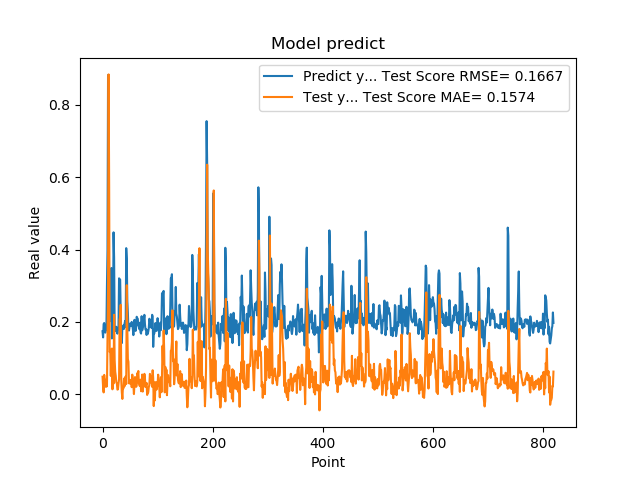 Model predict
Predict y... Test Score RMSE= 0.1667
Test y... Test Score MAE= 0.1574
Real value
0.8
0.6
0.4
0.2
0.0
0 200 400 600 800
Point